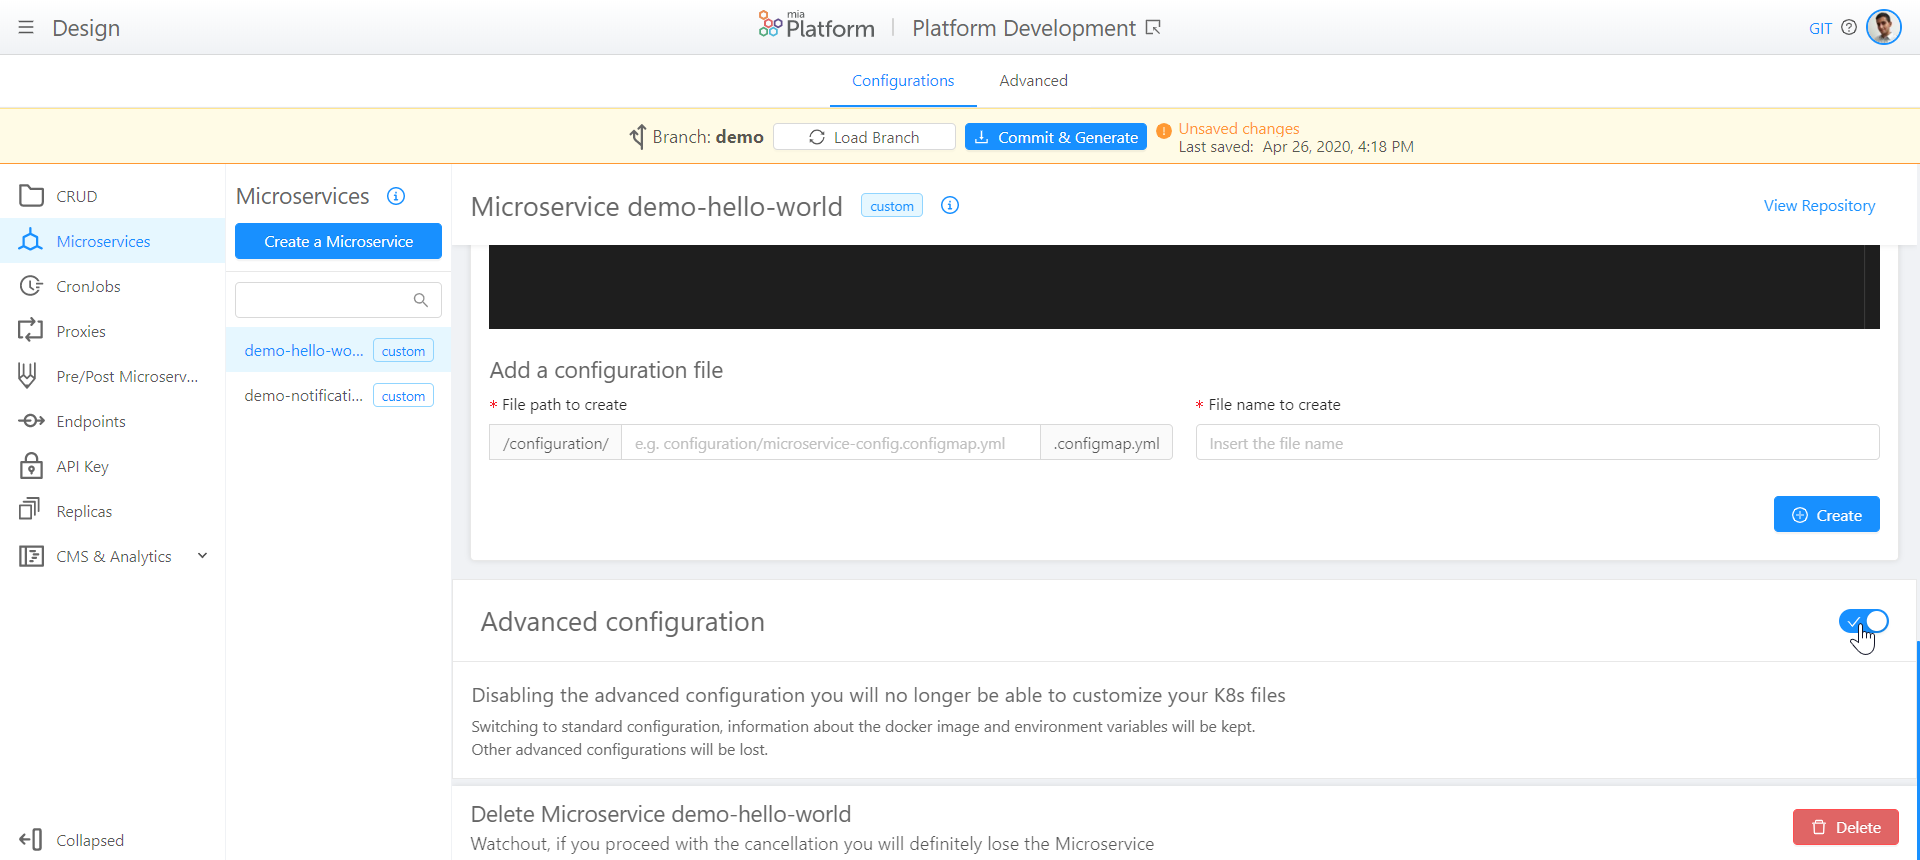 Design
mia
Platform
Platform Development
GIT
Configurations
Advanced
Branch: demo
Load Branch
Commit & Generate
Unsaved changes
Last saved: Apr 26, 2020, 4:18 PM
CRUD
Microservices
CronJobs
Proxies
Pre/Post Microserv...
Endpoints
API Key
Replicas
CMS & Analytics
Collapsed
Microservices
Create a Microservice
demo-hello-wo... custom
demo-notificati... custom
Microservice demo-hello-world custom
View Repository
Add a configuration file
* File path to create
/configuration/ e.g. configuration/microservice-config.configmap.yml .configmap.yml
* File name to create
Insert the file name
Create
Advanced configuration
Disabling the advanced configuration you will no longer be able to customize your K8s files
Switching to standard configuration, information about the docker image and environment variables will be kept.
Other advanced configurations will be lost.
Delete Microservice demo-hello-world
Watchout, if you proceed with the cancellation you will definitely lose the Microservice
Delete